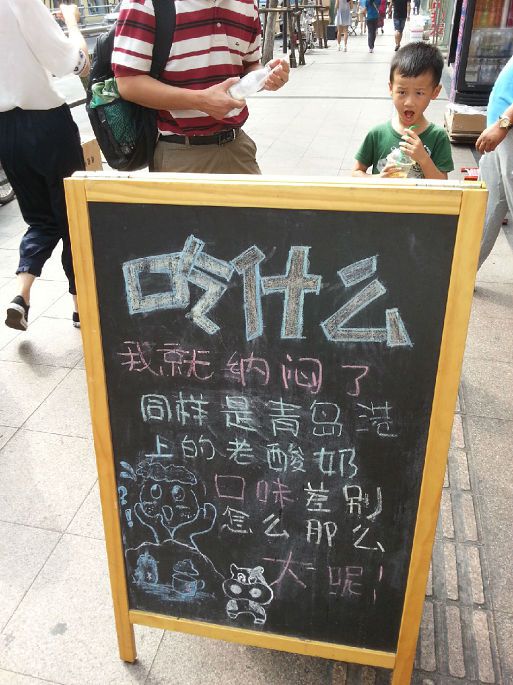 吃什么
我就纳闷了
同样是青岛港
上的老酸奶
口味差别
怎么那么
大呢!